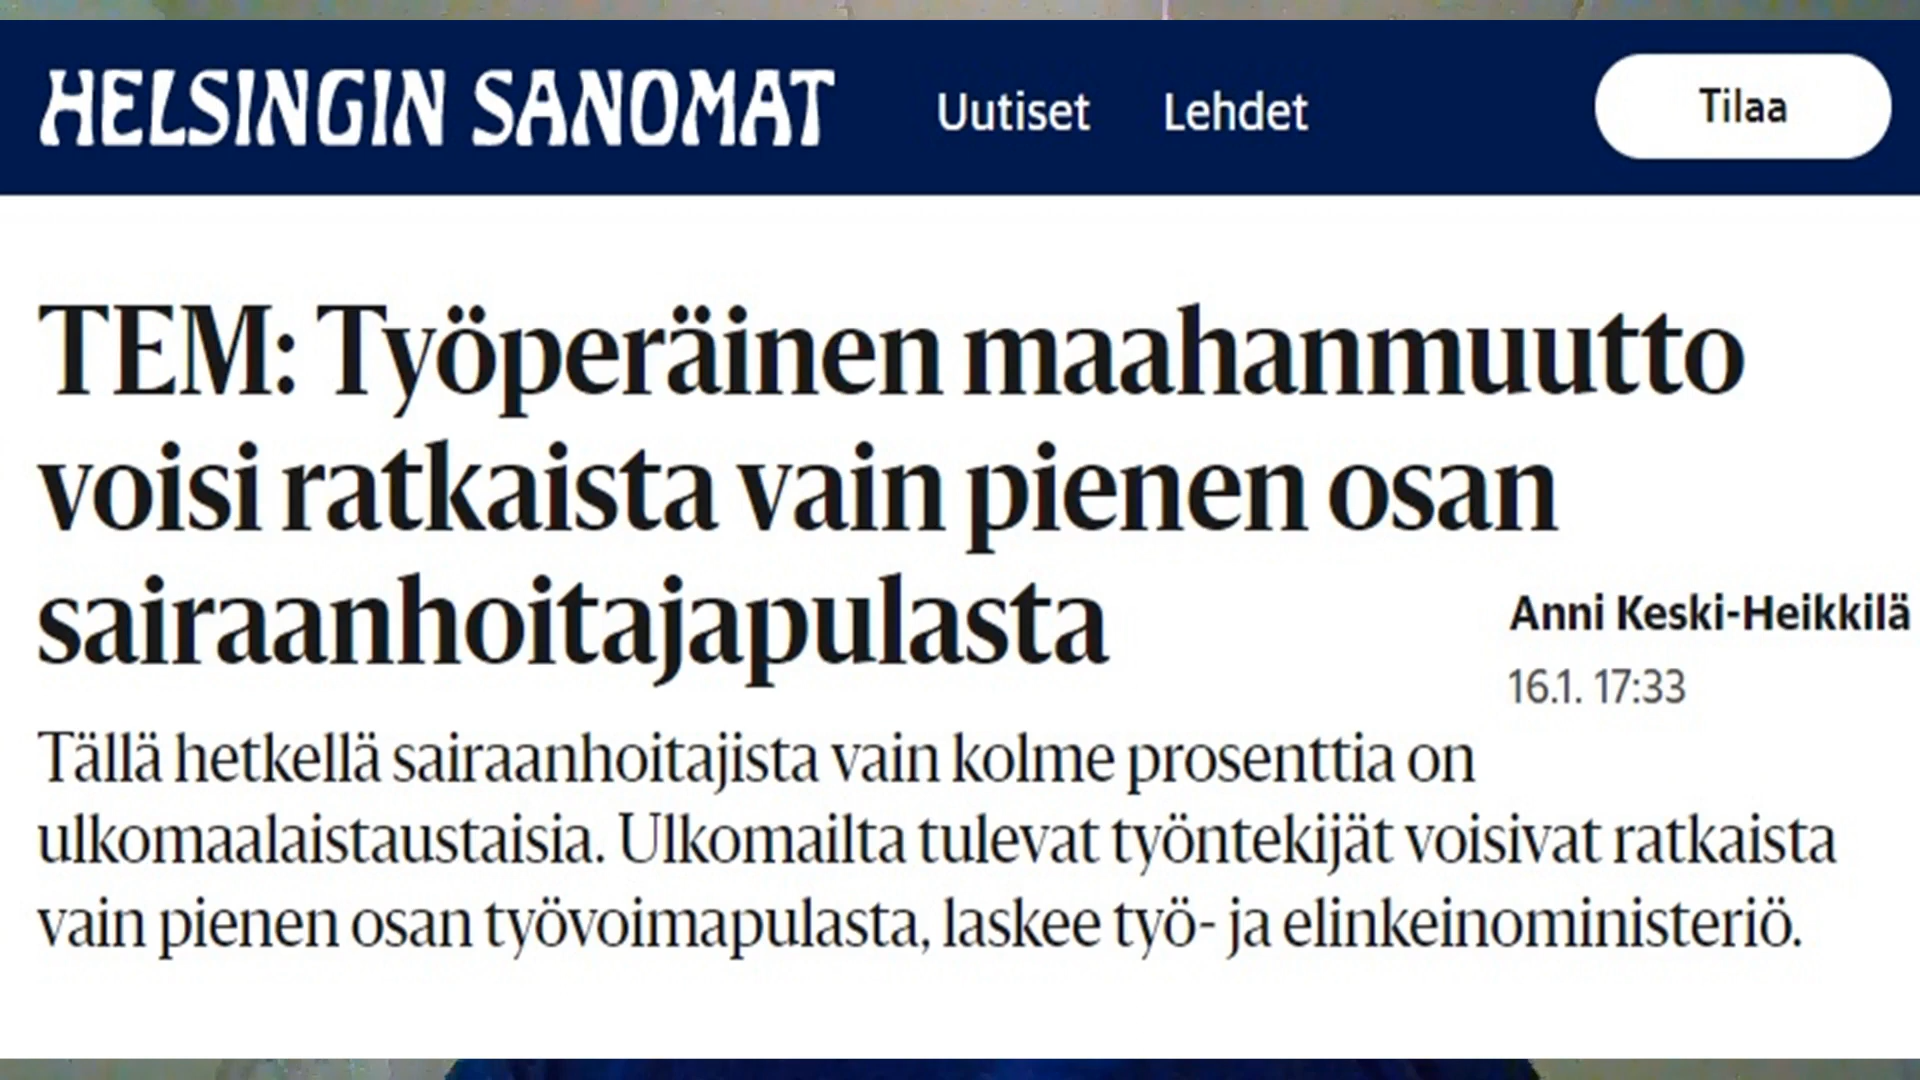 HELSINGIN SANOMAT
Uutiset
Lehdet
Tilaa
TEM: Työperäinen maahanmuutto
voisi ratkaista vain pienen osan
sairaanhoitajapulasta
Anni Keski-Heikkilä
16.1. 17:33
Tällä hetkellä sairaanhoitajista vain kolme prosenttia on
ulkomaalaistaustaisia. Ulkomailta tulevat työntekijät voisivat ratkaista
vain pienen osan työvoimapulasta, laskee työ- ja elinkeinoministeriö.